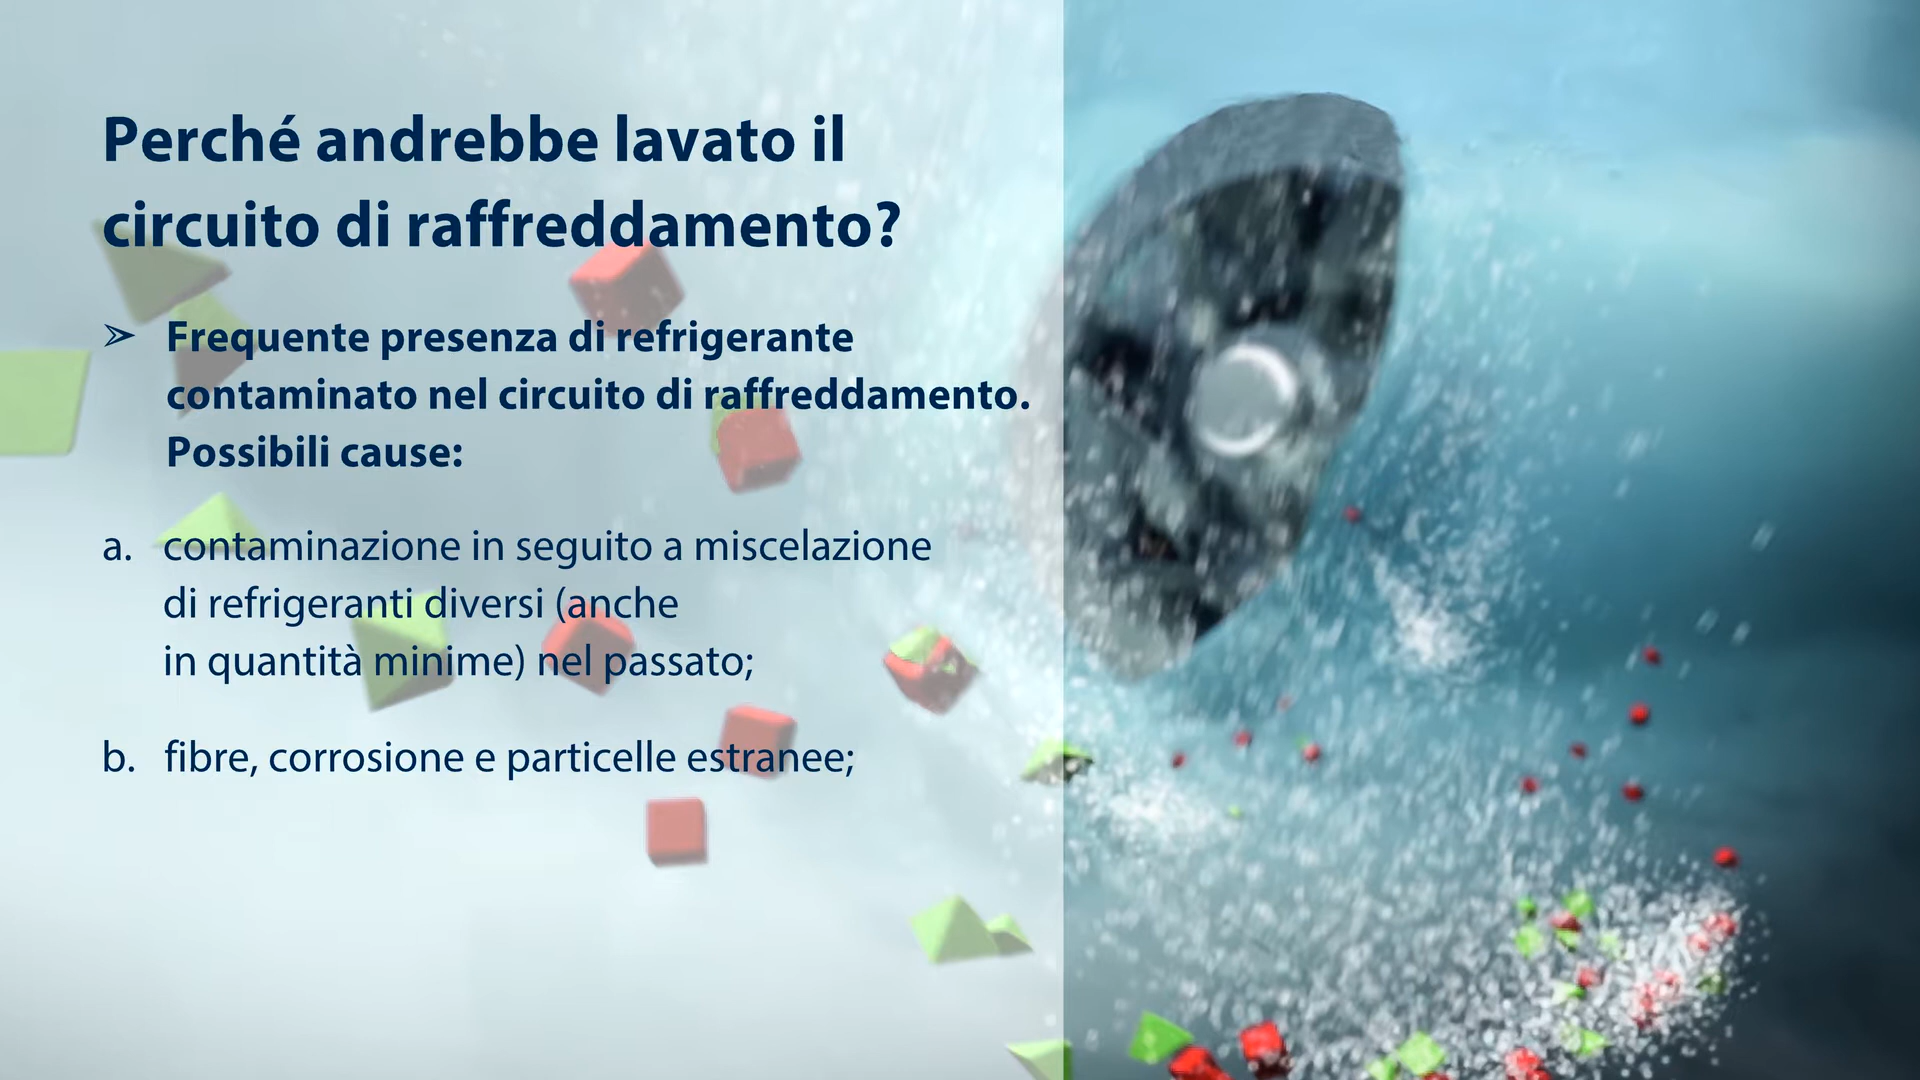 Perché andrebbe lavato il
circuito di raffreddamento?
➢ Frequente presenza di refrigerante
contaminato nel circuito di raffreddamento.
Possibili cause:
a. contaminazione in seguito a miscelazione
di refrigeranti diversi (anche
in quantità minime) nel passato;
b. fibre, corrosione e particelle estranee;